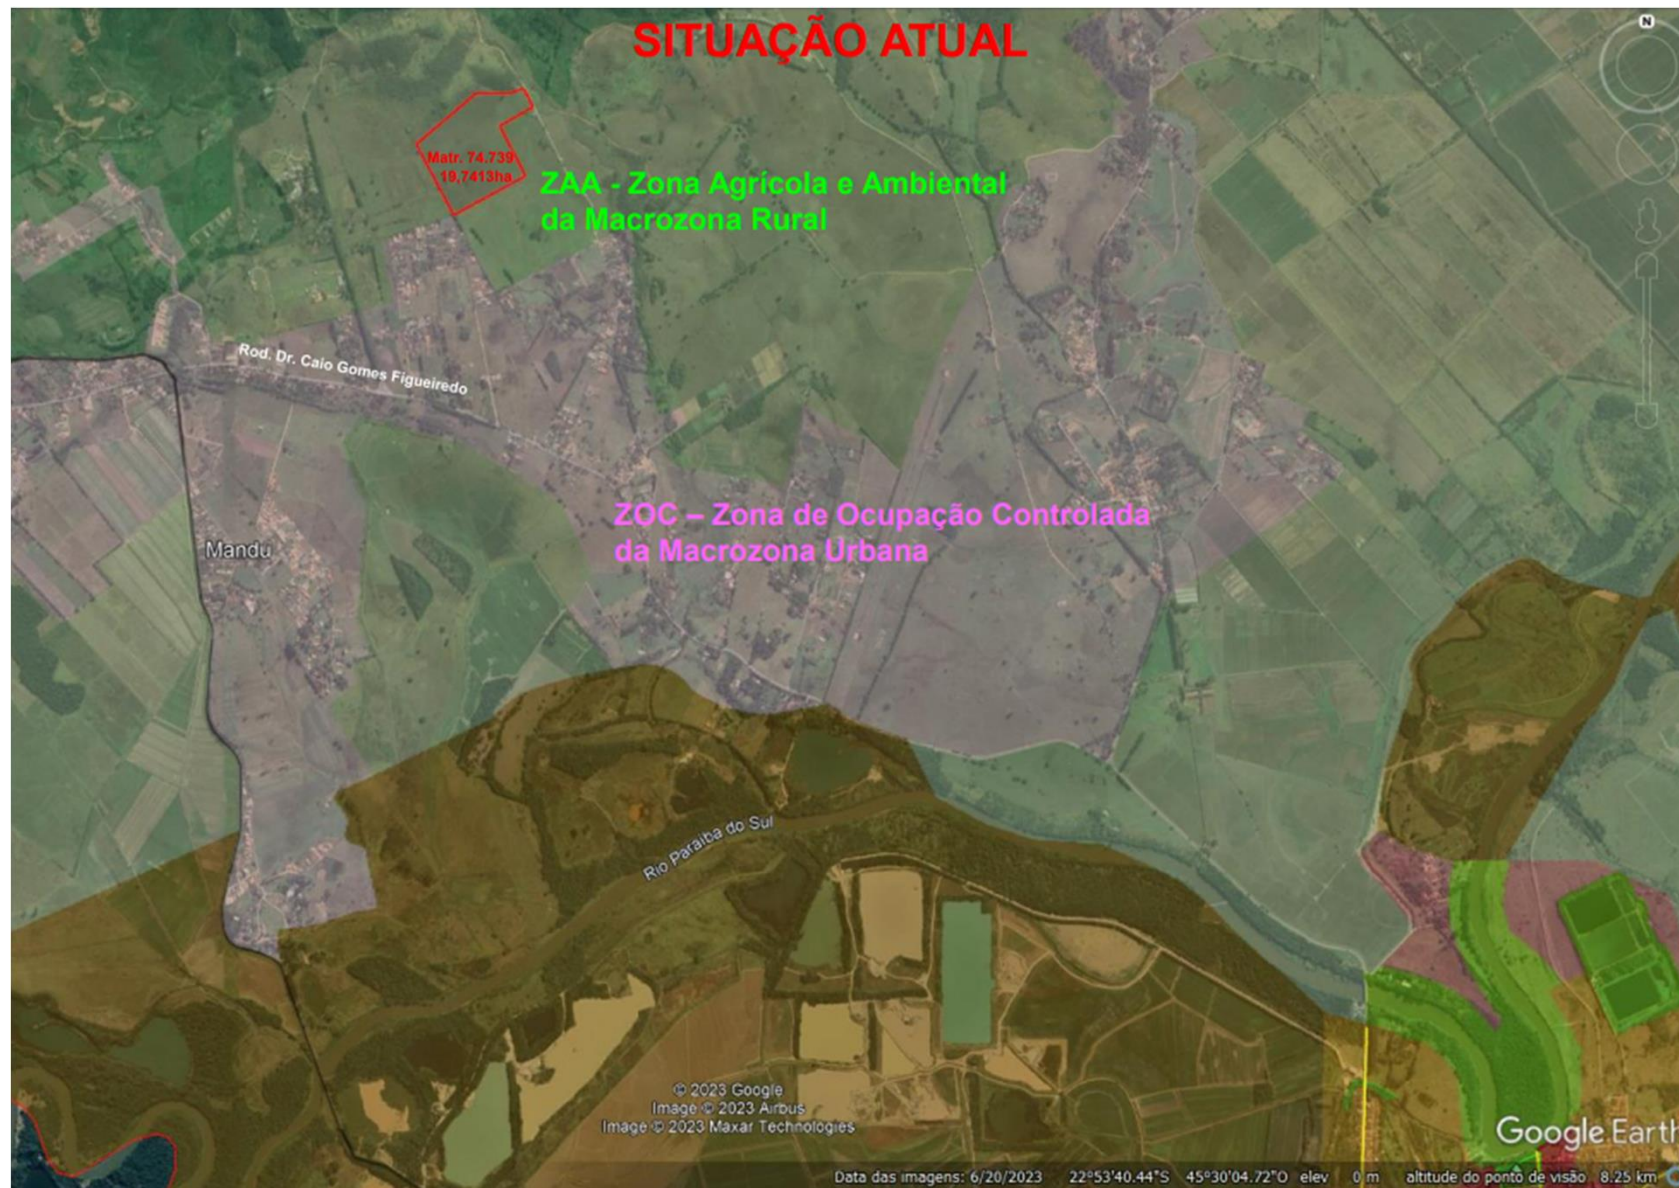 SITUAÇÃO ATUAL
N
Matr. 74.739
19,7413ha
ZAA - Zona Agrícola e Ambiental
da Macrozona Rural
Rod. Dr. Caio Gomes Figueiredo
ZOC – Zona de Ocupação Controlada
da Macrozona Urbana
Mandu
Rio Paraíba do Sul
© 2023 Google
Image © 2023 Airbus
Image © 2023 Maxar Technologies
Google Earth
Data das imagens: 6/20/2023 22°53'40.44"S 45°30'04.72"O elev 0 m altitude do ponto de visão 8.25 km